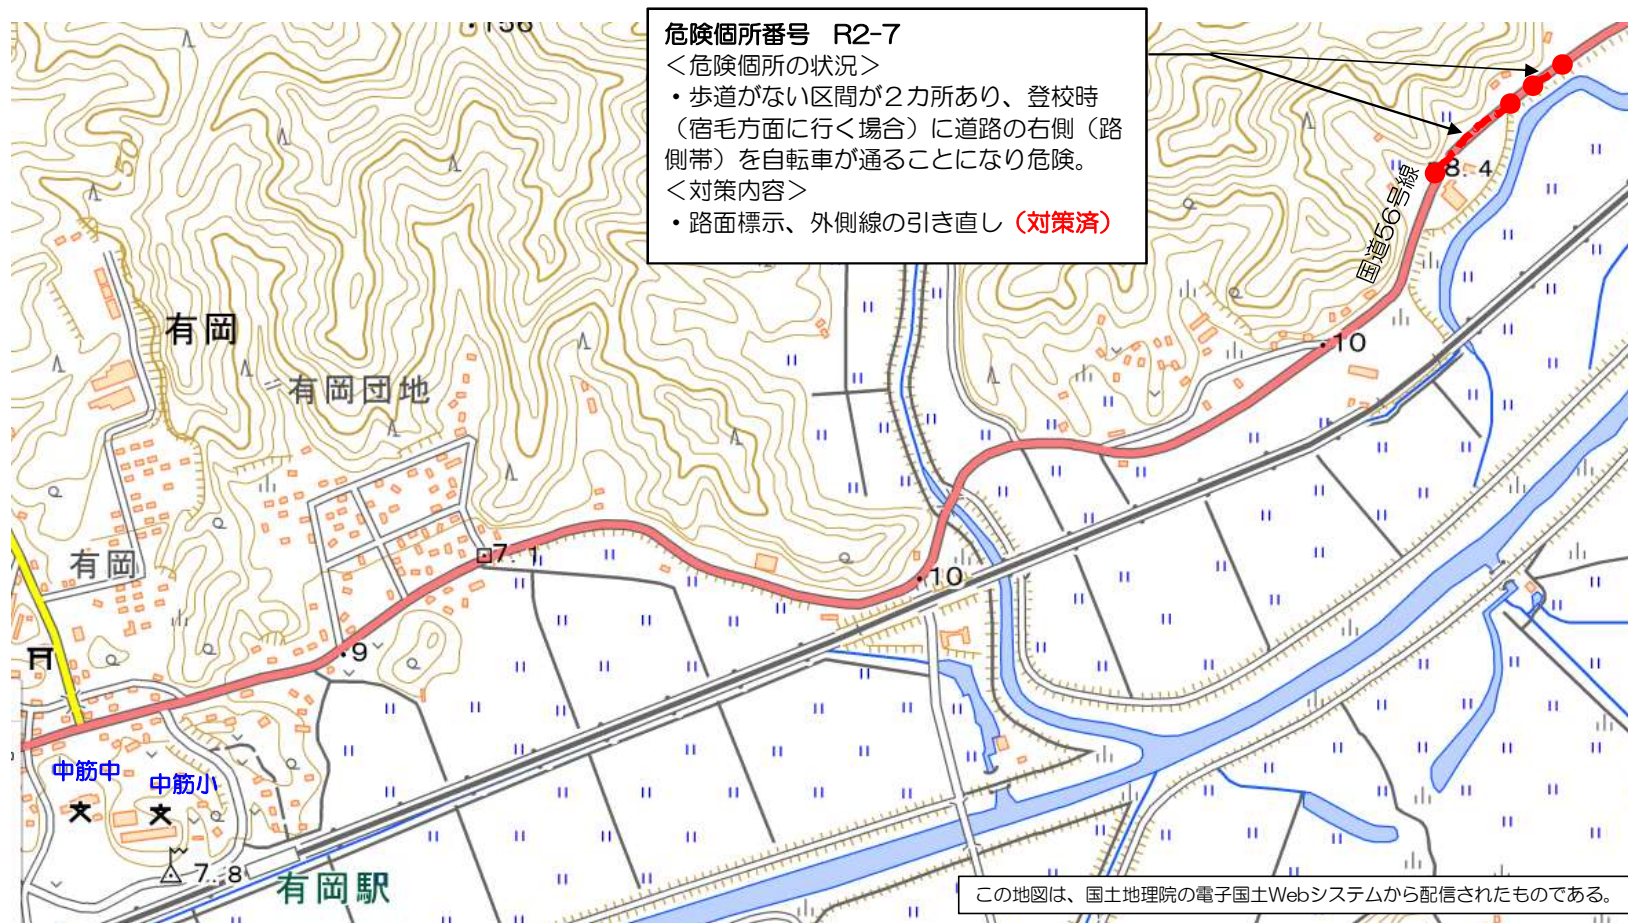 156
危険個所番号　R2-7
＜危険個所の状況＞
・歩道がない区間が２カ所あり、登校時
（宿毛方面に行く場合）に道路の右側（路
側帯）を自転車が通ることになり危険。
＜対策内容＞
・路面標示、外側線の引き直し（対策済）
50
8.4
国道56号線
有岡
10
有岡団地
有岡
7.1
10
9
中筋中
中筋小
7.8
有岡駅
この地図は、国土地理院の電子国土Webシステムから配信されたものである。